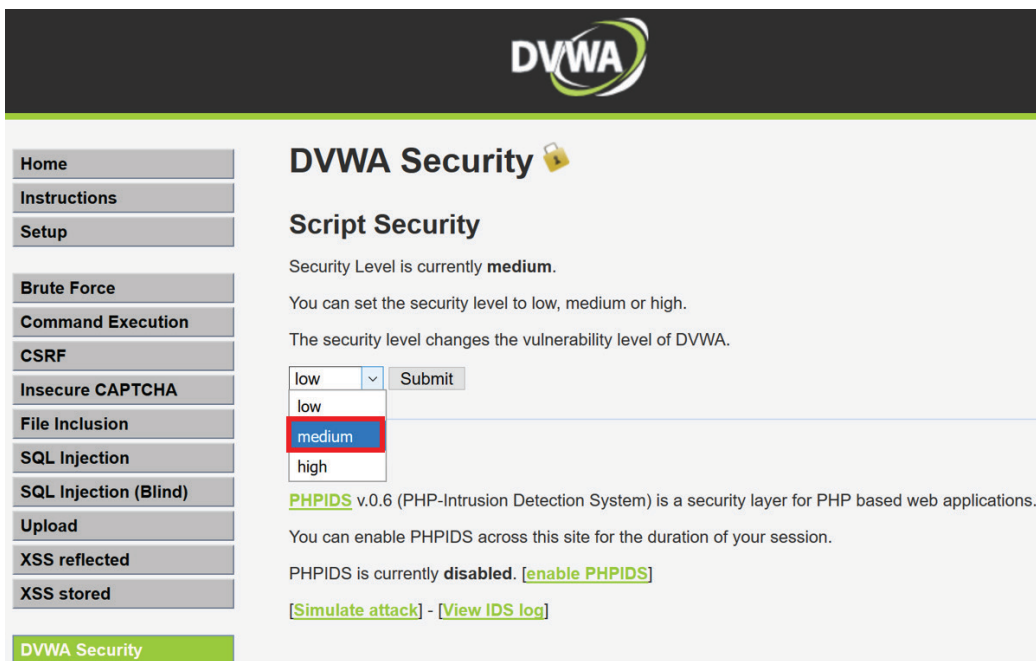 DVWA
Home
Instructions
Setup
Brute Force
Command Execution
CSRF
Insecure CAPTCHA
File Inclusion
SQL Injection
SQL Injection (Blind)
Upload
XSS reflected
XSS stored
DVWA Security
DVWA Security
Script Security
Security Level is currently medium.
You can set the security level to low, medium or high.
The security level changes the vulnerability level of DVWA.
low Submit
low
medium
high
PHPIDS v.0.6 (PHP-Intrusion Detection System) is a security layer for PHP based web applications.
You can enable PHPIDS across this site for the duration of your session.
PHPIDS is currently disabled. [enable PHPIDS]
[Simulate attack] - [View IDS log]